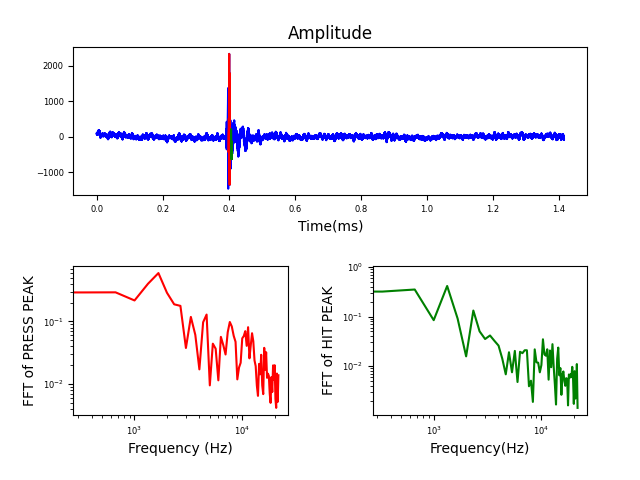 Amplitude
2000
1000
0
−1000
0.0 0.2 0.4 0.6 0.8 1.0 1.2 1.4
Time(ms)
FFT of PRESS PEAK
10⁻¹
10⁻²
10³ 10⁴
Frequency (Hz)
FFT of HIT PEAK
10⁰
10⁻¹
10⁻²
10³ 10⁴
Frequency(Hz)